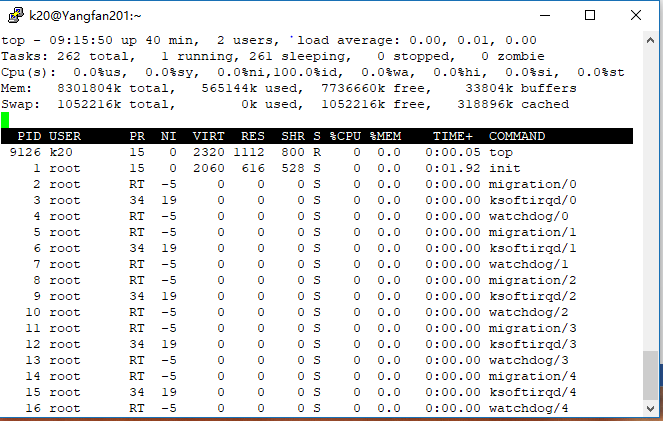 k20@Yangfan201:~
top - 09:15:50 up 40 min,  2 users, `load average: 0.00, 0.01, 0.00
Tasks: 262 total,   1 running, 261 sleeping,   0 stopped,   0 zombie
Cpu(s):  0.0%us,  0.0%sy,  0.0%ni,100.0%id,  0.0%wa,  0.0%hi,  0.0%si,  0.0%st
Mem:   8301804k total,   565144k used,  7736660k free,    33804k buffers
Swap:  1052216k total,        0k used,  1052216k free,   318896k cached
PID USER      PR  NI  VIRT  RES  SHR S %CPU %MEM    TIME+  COMMAND
9126 k20       15   0  2320 1112  800 R  0.0  0.0   0:00.05 top
1 root      15   0  2060  616  528 S  0.0  0.0   0:01.92 init
2 root      RT  -5     0    0    0 S  0.0  0.0   0:00.00 migration/0
3 root      34  19     0    0    0 S  0.0  0.0   0:00.00 ksoftirqd/0
4 root      RT  -5     0    0    0 S  0.0  0.0   0:00.00 watchdog/0
5 root      RT  -5     0    0    0 S  0.0  0.0   0:00.00 migration/1
6 root      34  19     0    0    0 S  0.0  0.0   0:00.00 ksoftirqd/1
7 root      RT  -5     0    0    0 S  0.0  0.0   0:00.00 watchdog/1
8 root      RT  -5     0    0    0 S  0.0  0.0   0:00.00 migration/2
9 root      34  19     0    0    0 S  0.0  0.0   0:00.00 ksoftirqd/2
10 root      RT  -5     0    0    0 S  0.0  0.0   0:00.00 watchdog/2
11 root      RT  -5     0    0    0 S  0.0  0.0   0:00.00 migration/3
12 root      34  19     0    0    0 S  0.0  0.0   0:00.00 ksoftirqd/3
13 root      RT  -5     0    0    0 S  0.0  0.0   0:00.00 watchdog/3
14 root      RT  -5     0    0    0 S  0.0  0.0   0:00.00 migration/4
15 root      34  19     0    0    0 S  0.0  0.0   0:00.00 ksoftirqd/4
16 root      RT  -5     0    0    0 S  0.0  0.0   0:00.00 watchdog/4